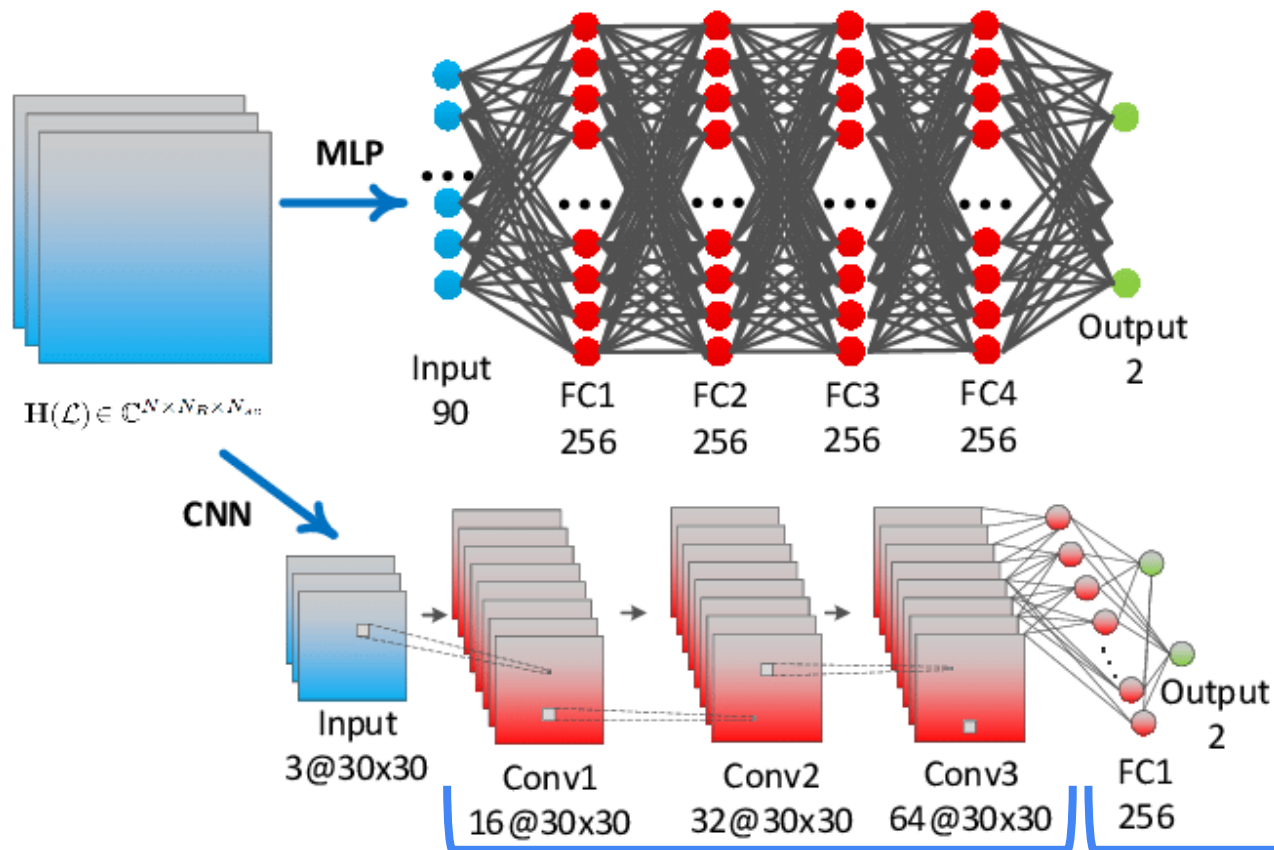 MLP
Input
90
FC1
256
FC2
256
FC3
256
FC4
256
Output
2
H(ℒ) ∈ ℂ^{N×N_R×N_sc}
CNN
Input
3@30x30
Conv1
16@30x30
Conv2
32@30x30
Conv3
64@30x30
FC1
256
Output
2